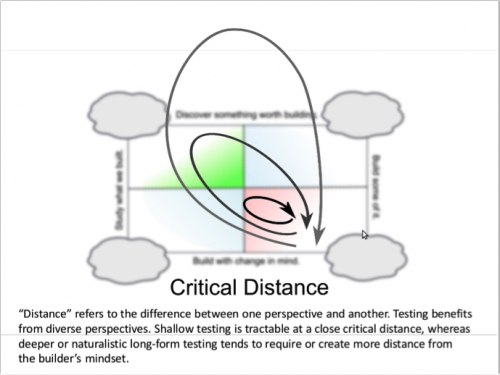 Discover something worth building.
Study what we built.
Build some of it.
Build with change in mind.
Critical Distance
“Distance” refers to the difference between one perspective and another. Testing benefits
from diverse perspectives. Shallow testing is tractable at a close critical distance, whereas
deeper or naturalistic long-form testing tends to require or create more distance from
the builder’s mindset.